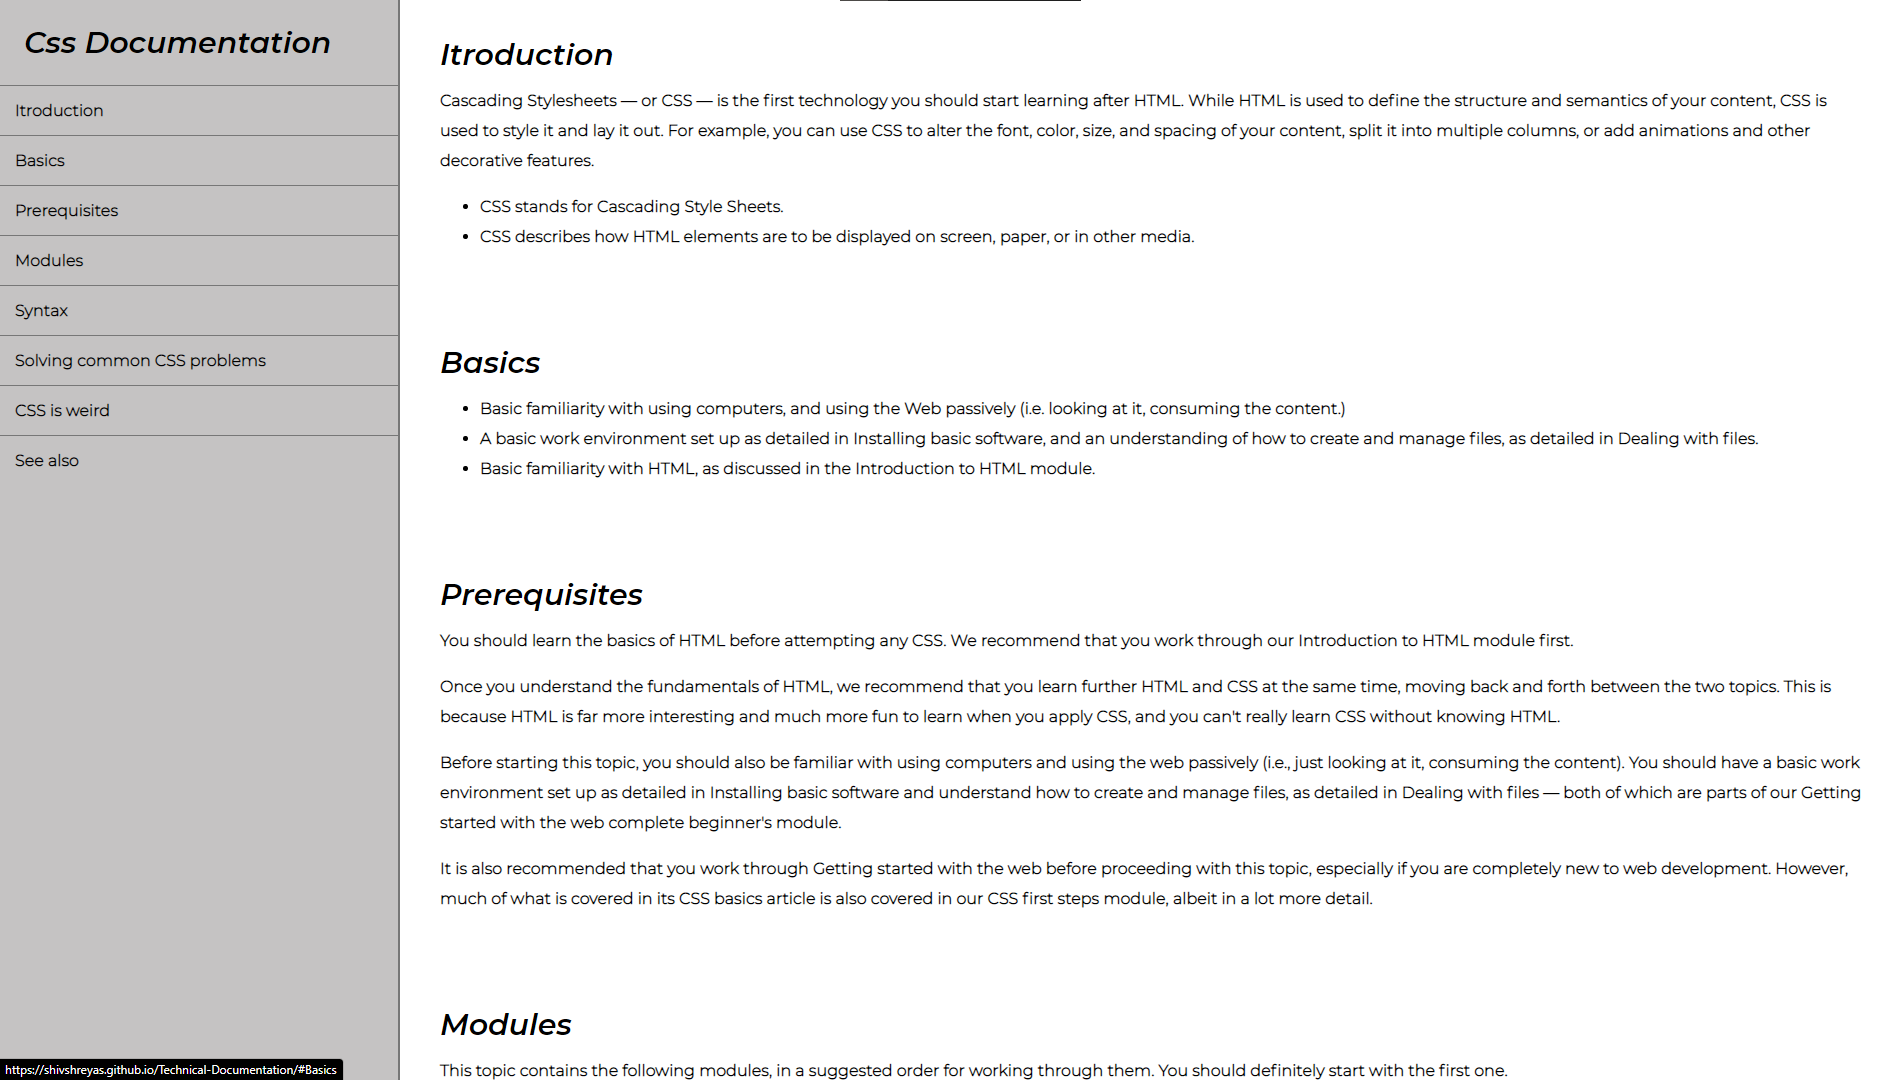 Css Documentation
Itroduction
Basics
Prerequisites
Modules
Syntax
Solving common CSS problems
CSS is weird
See also
Itroduction
Cascading Stylesheets — or CSS — is the first technology you should start learning after HTML. While HTML is used to define the structure and semantics of your content, CSS is
used to style it and lay it out. For example, you can use CSS to alter the font, color, size, and spacing of your content, split it into multiple columns, or add animations and other
decorative features.
• CSS stands for Cascading Style Sheets.
• CSS describes how HTML elements are to be displayed on screen, paper, or in other media.
Basics
• Basic familiarity with using computers, and using the Web passively (i.e. looking at it, consuming the content.)
• A basic work environment set up as detailed in Installing basic software, and an understanding of how to create and manage files, as detailed in Dealing with files.
• Basic familiarity with HTML, as discussed in the Introduction to HTML module.
Prerequisites
You should learn the basics of HTML before attempting any CSS. We recommend that you work through our Introduction to HTML module first.
Once you understand the fundamentals of HTML, we recommend that you learn further HTML and CSS at the same time, moving back and forth between the two topics. This is
because HTML is far more interesting and much more fun to learn when you apply CSS, and you can't really learn CSS without knowing HTML.
Before starting this topic, you should also be familiar with using computers and using the web passively (i.e., just looking at it, consuming the content). You should have a basic work
environment set up as detailed in Installing basic software and understand how to create and manage files, as detailed in Dealing with files — both of which are parts of our Getting
started with the web complete beginner's module.
It is also recommended that you work through Getting started with the web before proceeding with this topic, especially if you are completely new to web development. However,
much of what is covered in its CSS basics article is also covered in our CSS first steps module, albeit in a lot more detail.
Modules
This topic contains the following modules, in a suggested order for working through them. You should definitely start with the first one.
https://shivshreyas.github.io/Technical-Documentation/#Basics